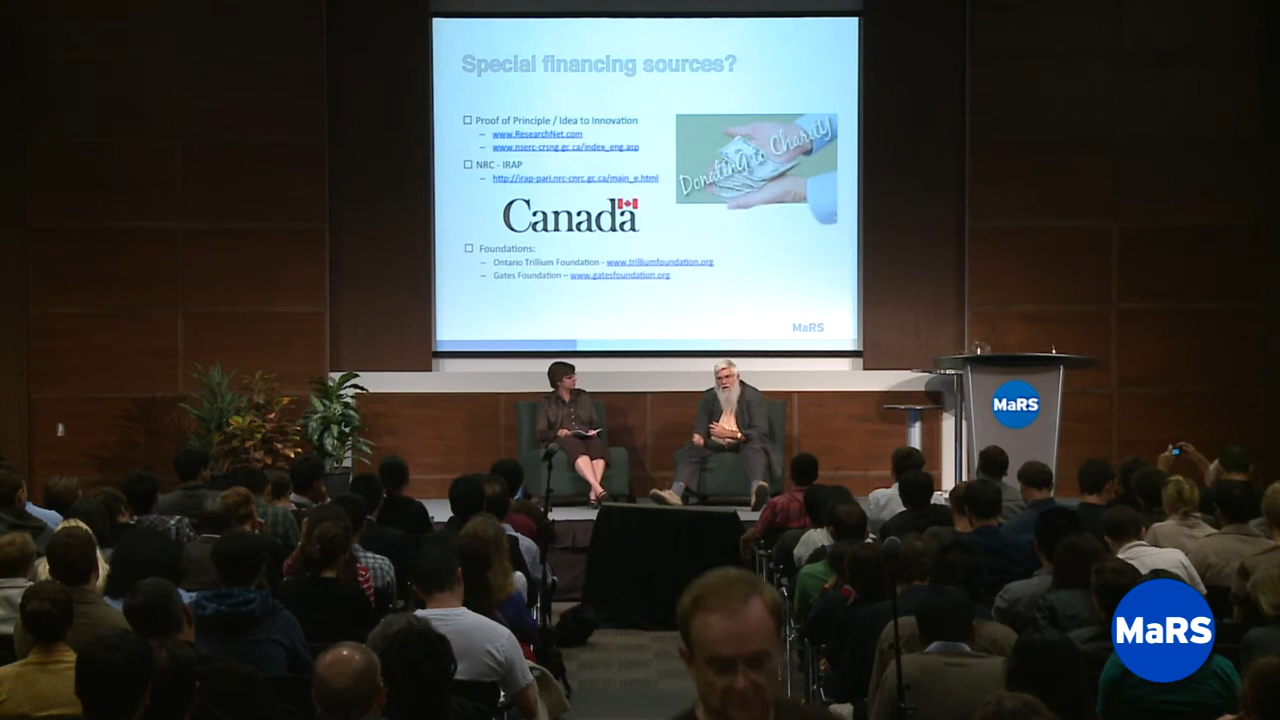 Special financing sources?
☐ Proof of Principle / Idea to Innovation
– www.ResearchNet.com
– www.nserc-crsng.gc.ca/index_eng.asp
☐ NRC - IRAP
– http://irap-pari.nrc-cnrc.gc.ca/main_e.html
Donating to Charity
Canada
☐ Foundations:
– Ontario Trillium Foundation - www.trilliumfoundation.org
– Gates Foundation – www.gatesfoundation.org
MaRS
MaRS
MaRS